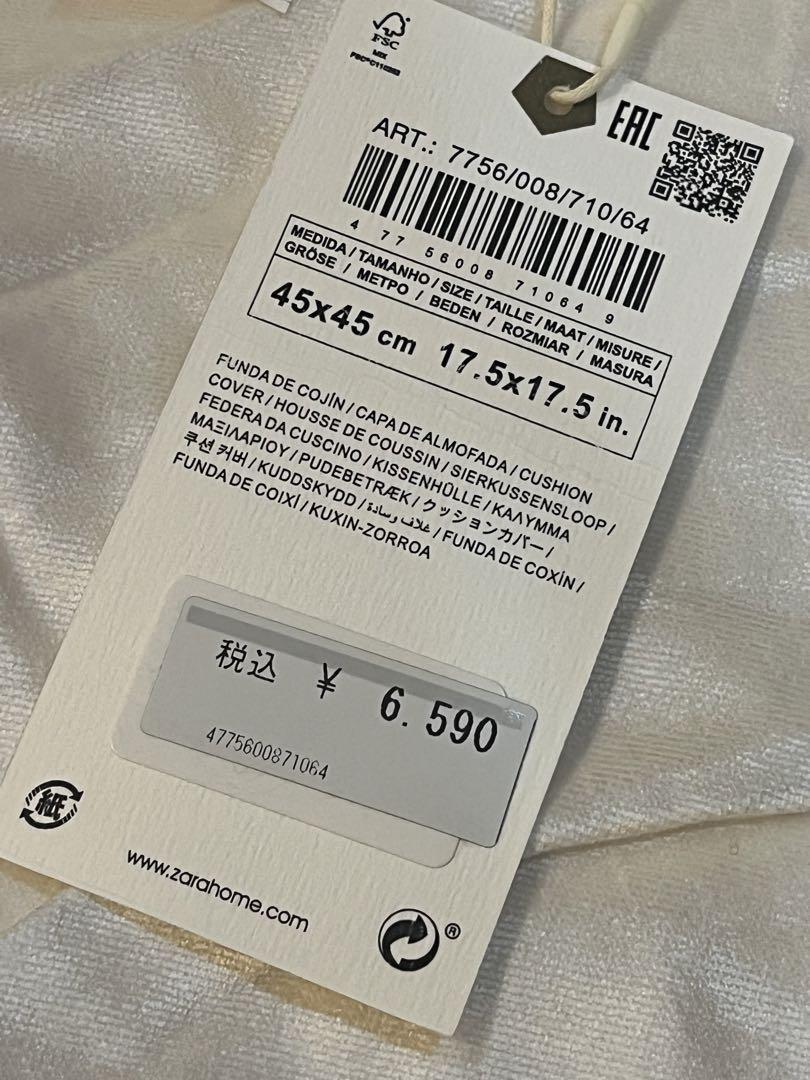 FSC
MIX
EAC
ART.: 7756/008/710/64
4 77 56008 71064 9
MEDIDA / TAMANHO / SIZE / TAILLE / MAAT / MISURE /
GRÖSE / METPO / BEDEN / ROZMIAR / MASURA
45x45 cm 17.5x17.5 in.
FUNDA DE COJÍN / CAPA DE ALMOFADA / CUSHION
COVER / HOUSSE DE COUSSIN / SIERKUSSENSLOOP /
FEDERA DA CUSCINO / KISSENHÜLLE / ΚΑΛΥΜΜΑ
ΜΑΞΙΛΑΡΙΟΥ / PUDEBETRÆK / クッションカバー /
쿠션 커버 / KUDDSKYDD / غلاف وسادة / FUNDA DE COXÍN /
FUNDA DE COIXÍ / KUXIN-ZORROA
税込 ¥ 6.590
4775600871064
紙
www.zarahome.com
®